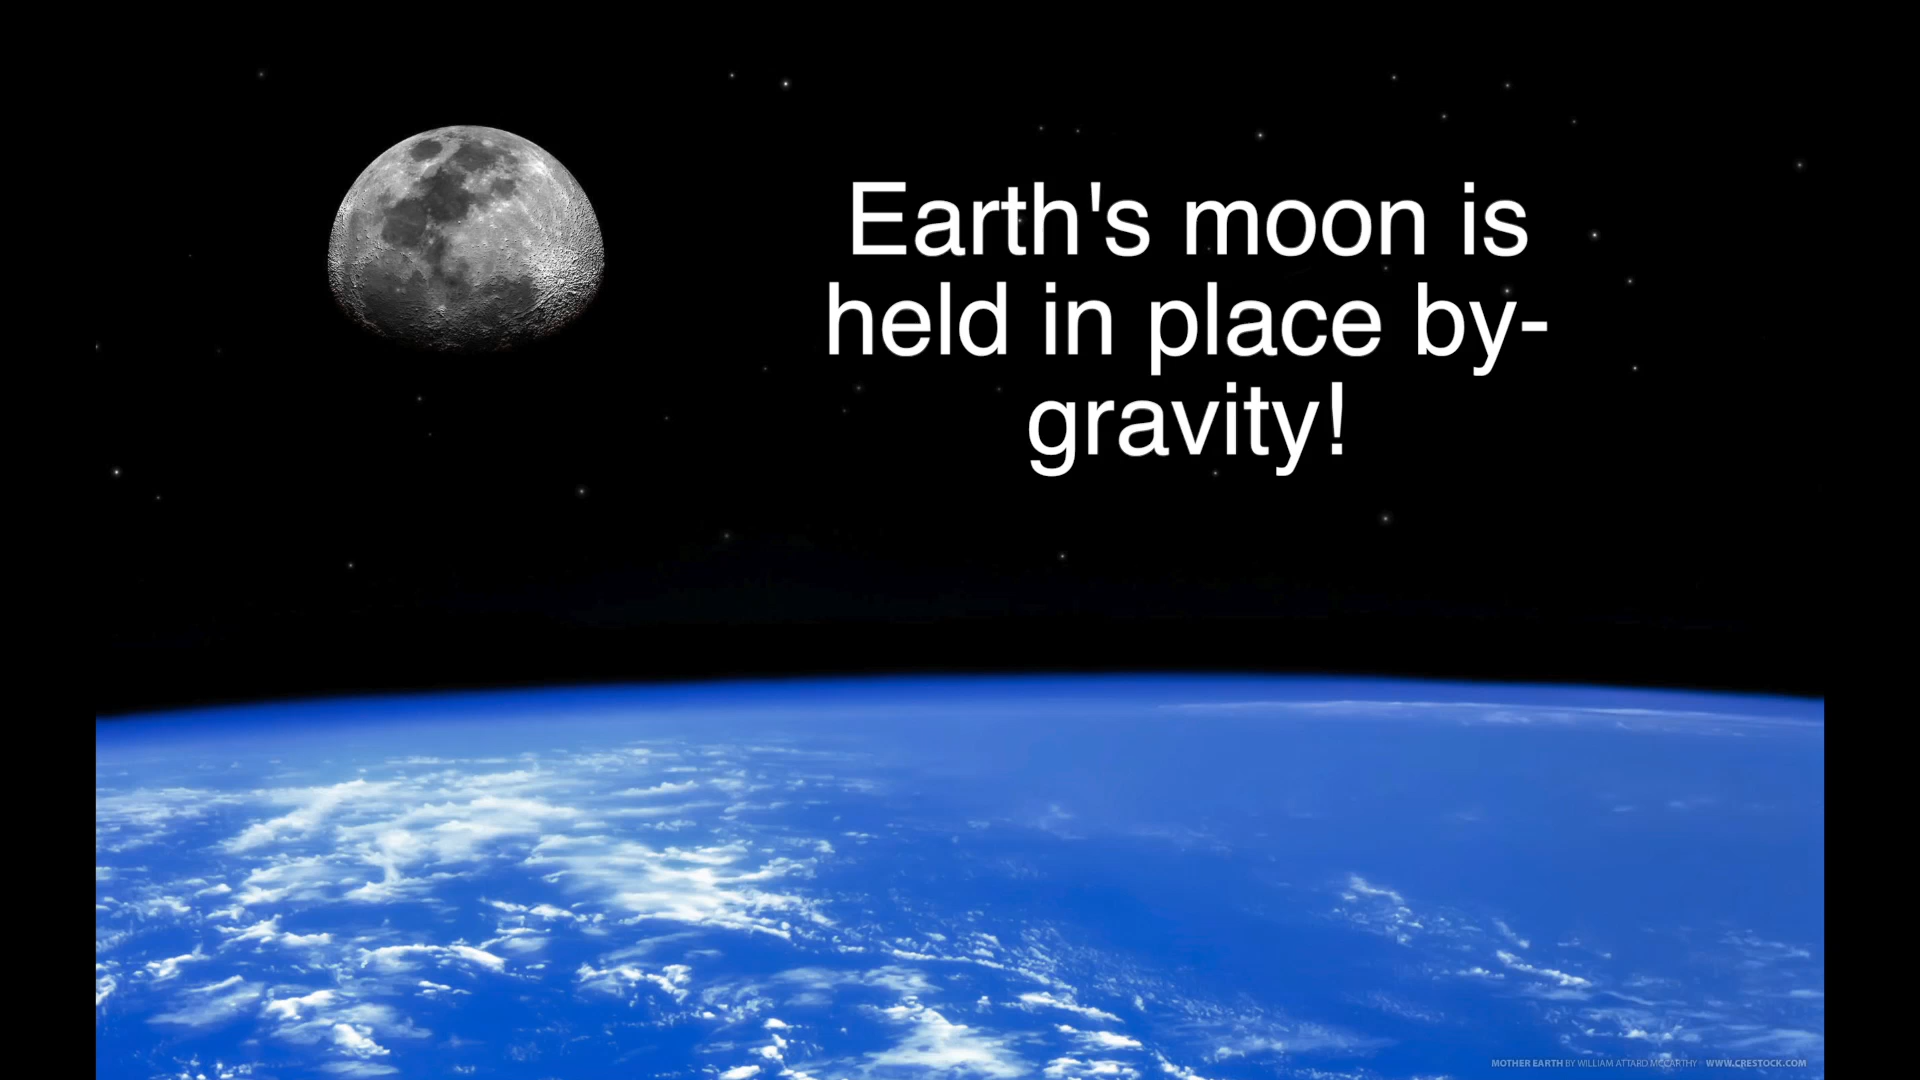 Earth's moon is
held in place by-
gravity!
MOTHER EARTH BY WILLIAM ATTARD MCCARTHY - WWW.CRESTOCK.COM